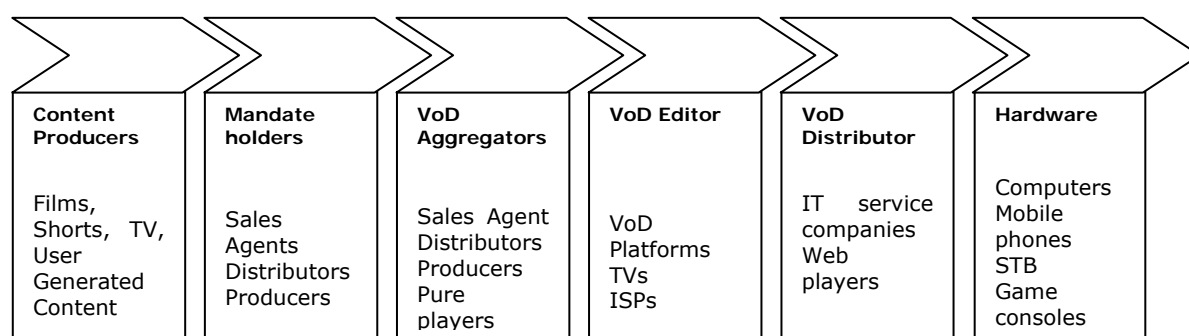 Content
Producers
Films,
Shorts, TV,
User
Generated
Content
Mandate
holders
Sales
Agents
Distributors
Producers
VoD
Aggregators
Sales Agent
Distributors
Producers
Pure
players
VoD Editor
VoD
Platforms
TVs
ISPs
VoD
Distributor
IT service
companies
Web
players
Hardware
Computers
Mobile
phones
STB
Game
consoles